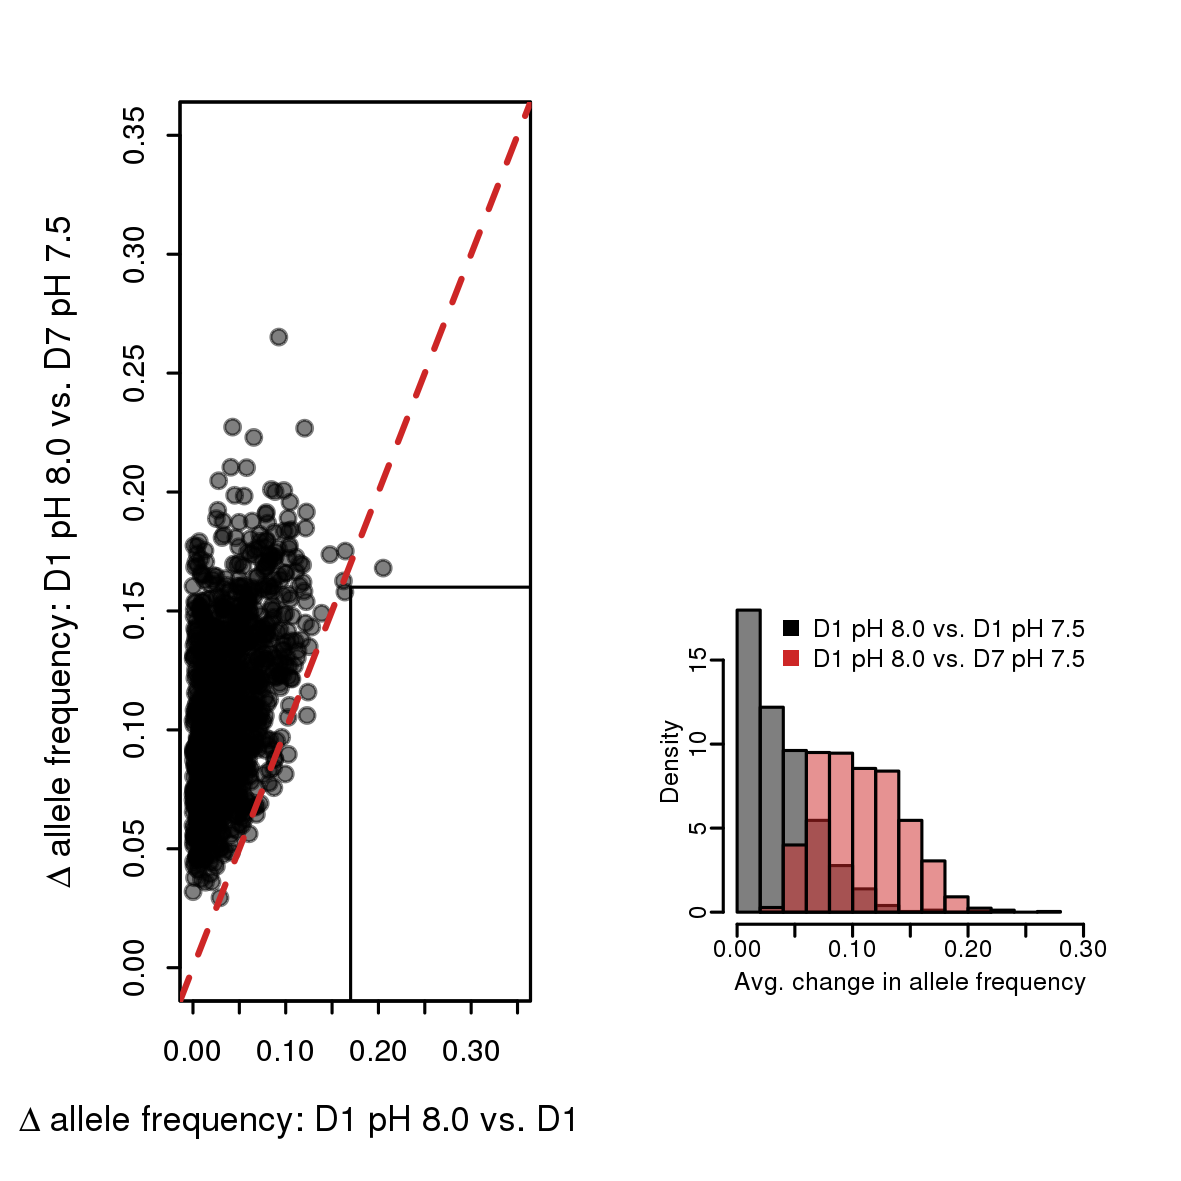 Δ allele frequency: D1 pH 8.0 vs. D7 pH 7.5
0.35
0.30
0.25
0.20
0.15
0.10
0.05
0.00
0.00 0.10 0.20 0.30
Δ allele frequency: D1 pH 8.0 vs. D1
D1 pH 8.0 vs. D1 pH 7.5
D1 pH 8.0 vs. D7 pH 7.5
Density
15
10
5
0
0.00 0.10 0.20 0.30
Avg. change in allele frequency